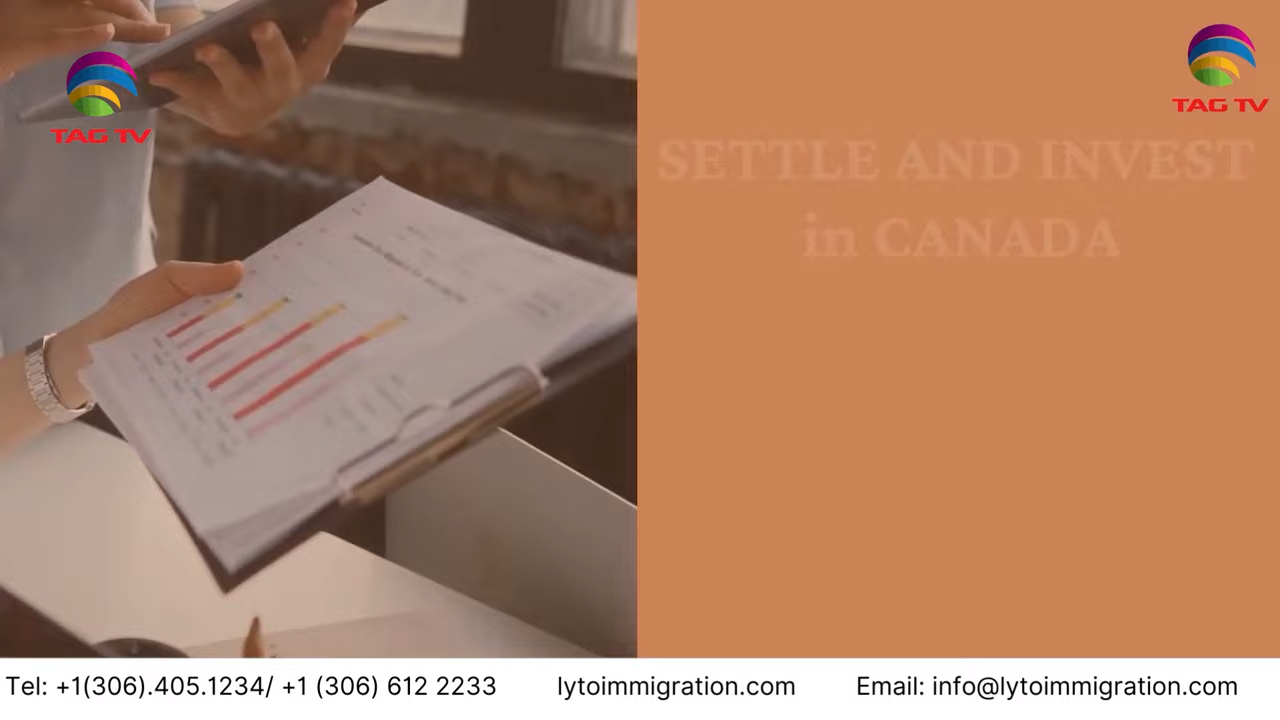 TAG TV
TAG TV
SETTLE AND INVEST
in CANADA
Tel: +1(306).405.1234/ +1 (306) 612 2233 lytoimmigration.com Email: info@lytoimmigration.com